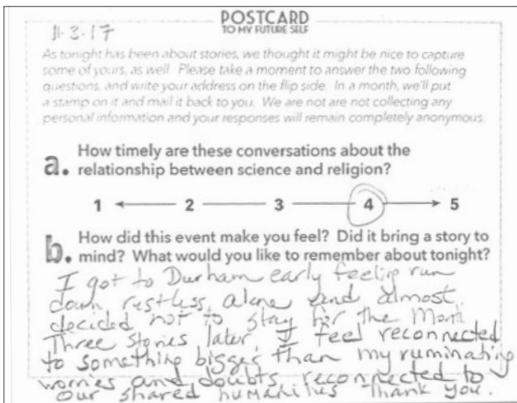 POSTCARD
TO MY FUTURE SELF
11-3-17
As tonight has been about stories, we thought it might be nice to capture
some of yours, as well. Please take a moment to answer the two following
questions, and write your address on the flip side. In a month, we'll put
a stamp on it and mail it back to you. We are not are not collecting any
personal information and your responses will remain completely anonymous.
a. How timely are these conversations about the
relationship between science and religion?
1 2 3 4 5
b. How did this event make you feel? Did it bring a story to
mind? What would you like to remember about tonight?
I got to Durham early feeling run
down, restless, alone and almost
decided not to stay for the Moth.
Three stories later, I feel reconnected
to something bigger than my ruminating
worries and doubts, reconnected to
our shared humanities. Thank you.